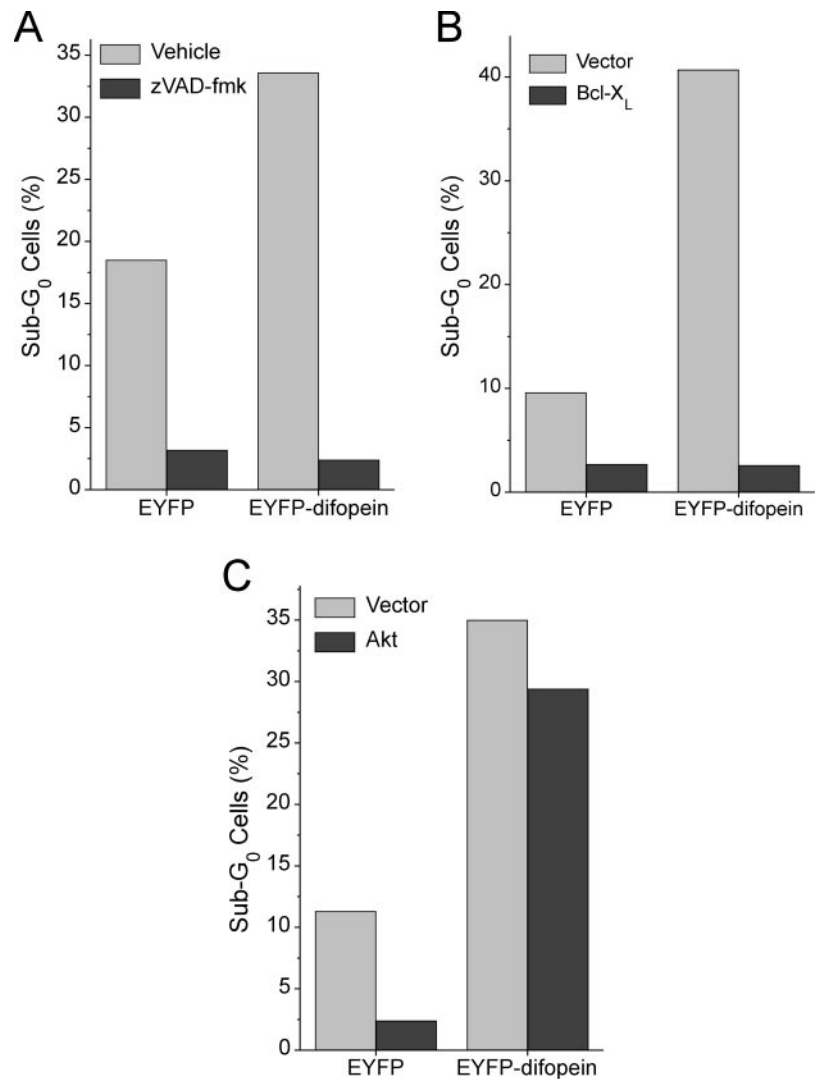 A
Vehicle
zVAD-fmk
Sub-G0 Cells (%)
35
30
25
20
15
10
5
0
EYFP EYFP-difopein
B
Vector
Bcl-XL
Sub-G0 Cells (%)
40
30
20
10
0
EYFP EYFP-difopein
C
Vector
Akt
Sub-G0 Cells (%)
35
30
25
20
15
10
5
0
EYFP EYFP-difopein